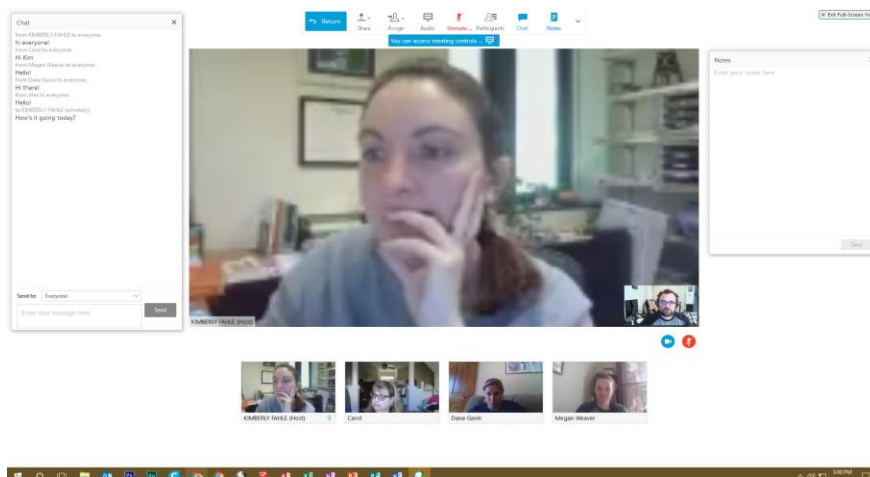 Chat
from KIMBERLY FAHLE to everyone:
hi everyone!
from Carol to everyone:
Hi Kim
from Megan Weaver to everyone:
Hello!
from Dana Gavin to everyone:
Hi there!
from Alex to everyone:
Hello!
to KIMBERLY FAHLE (privately):
How's it going today?
Send to: Everyone
Enter chat message here
Send
Return
Share
Assign
Audio
Unmute ...
Participants
Chat
Notes
You can access meeting controls ...
KIMBERLY FAHLE (Host)
KIMBERLY FAHLE (Host)
Carol
Dana Gavin
Megan Weaver
Exit Full-Screen
Notes
Enter your notes here
Save
3:00 PM